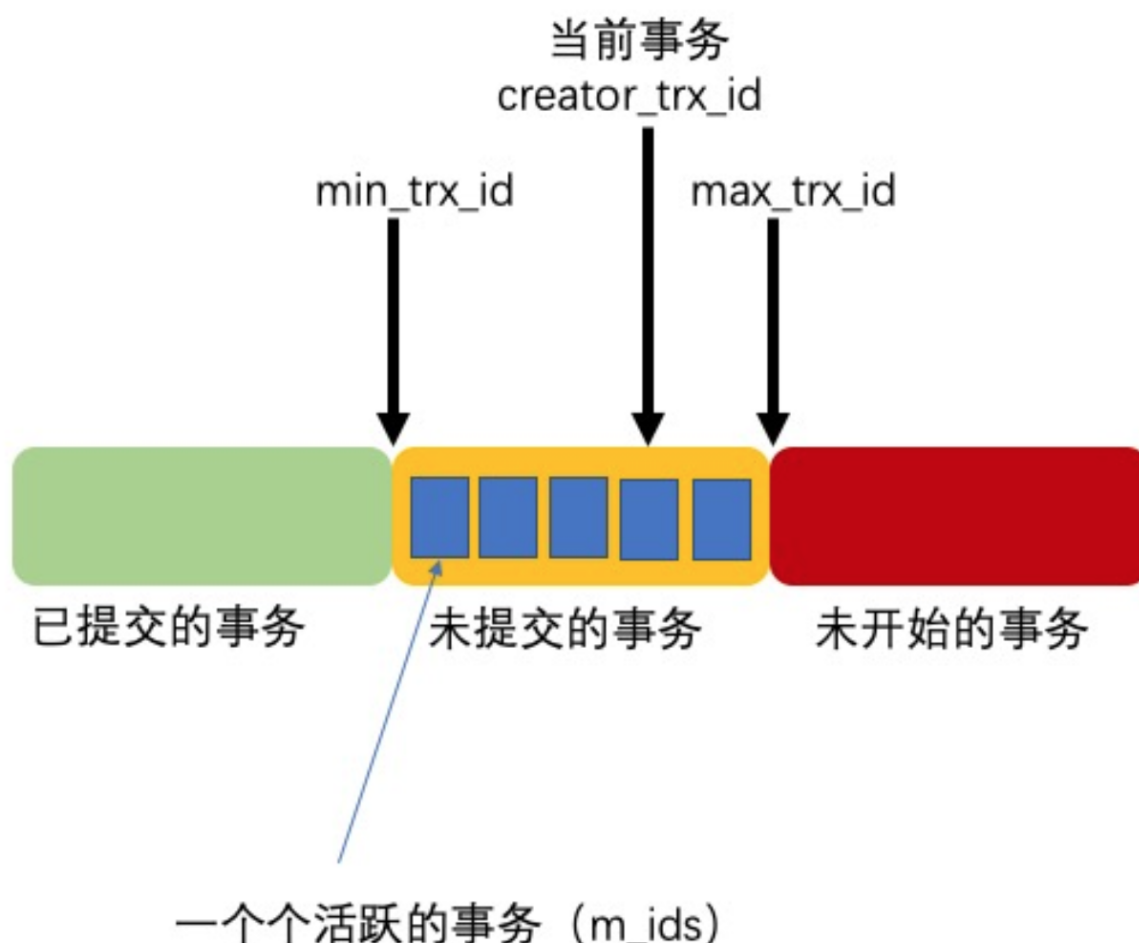 当前事务
creator_trx_id
min_trx_id
max_trx_id
已提交的事务
未提交的事务
未开始的事务
一个个活跃的事务（m_ids）